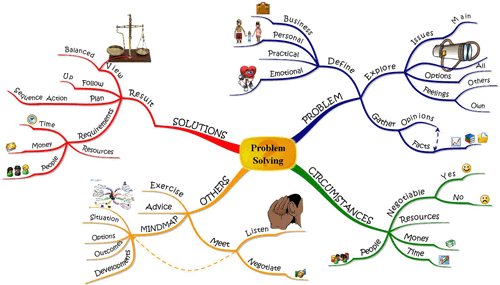 Problem
Solving
PROBLEM
Define
Business
Personal
Practical
Emotional
Explore
Issues
Main
All
Options
Feelings
Others
Own
Gather
Opinions
Facts
CIRCUMSTANCES
Negotiable
Yes
No
Resources
Money
Time
People
OTHERS
Exercise
Advice
MINDMAP
Situation
Options
Outcomes
Developments
Meet
Listen
Negotiate
SOLUTIONS
Result
View
Balanced
Plan
Follow
Up
Sequence Action
Requirements
Time
Money
People
Resources